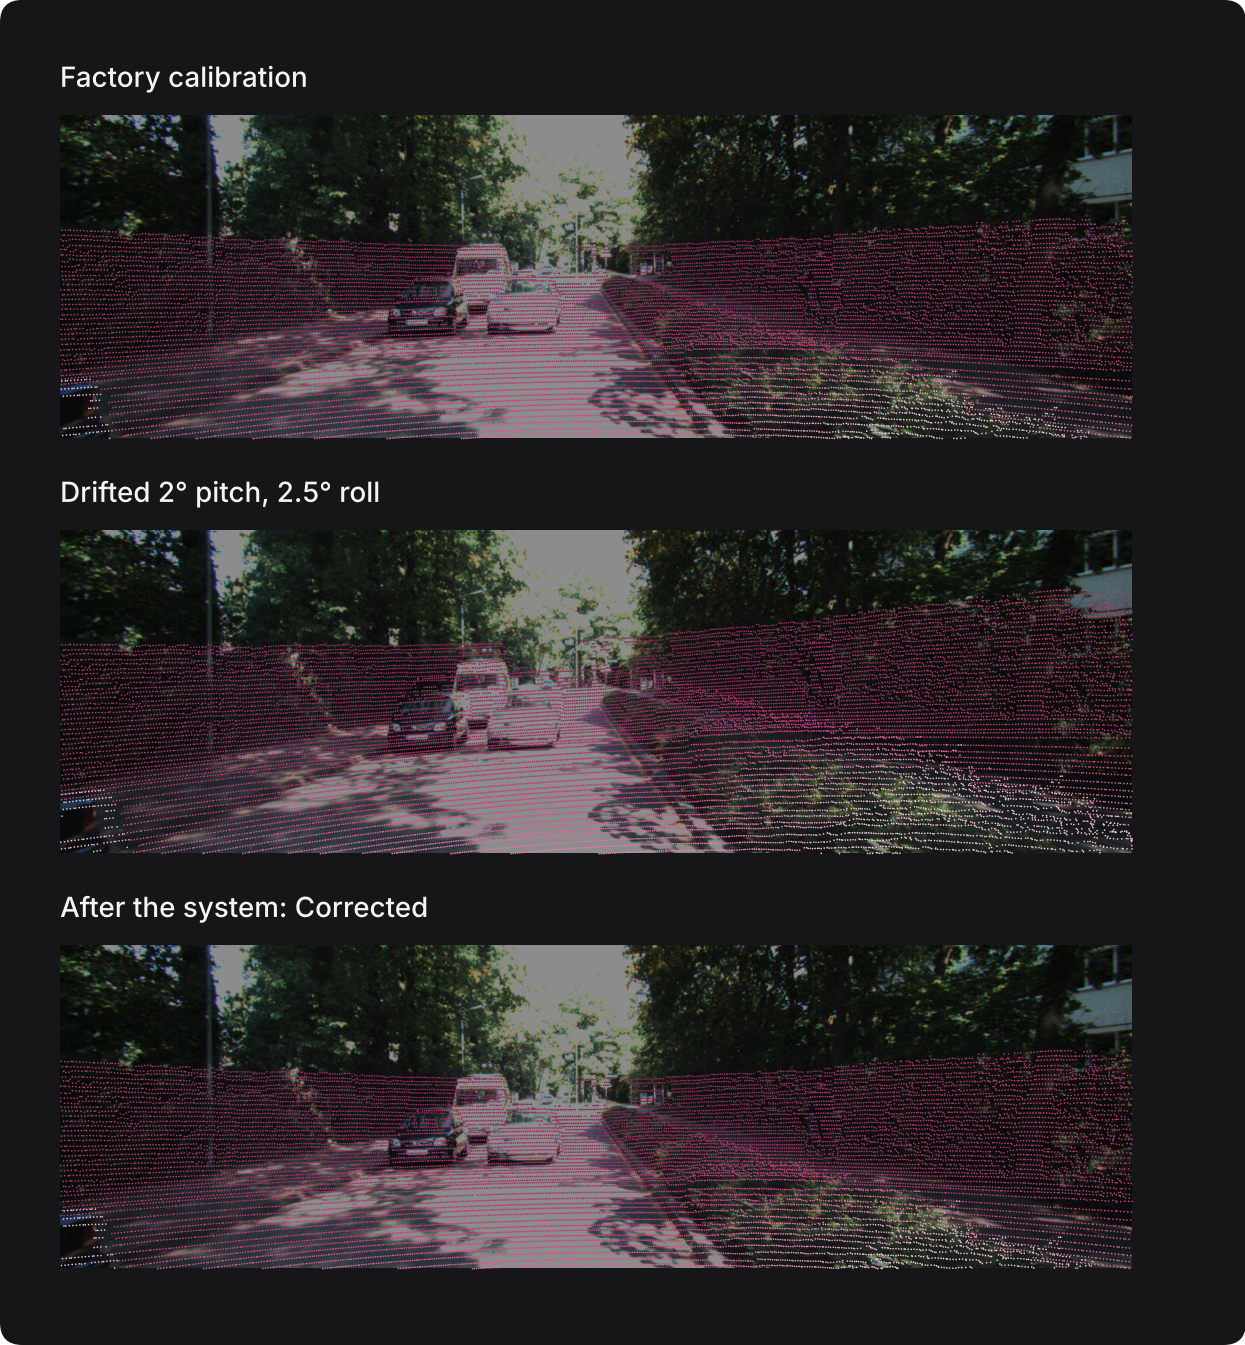 Factory calibration
Drifted 2° pitch, 2.5° roll
After the system: Corrected